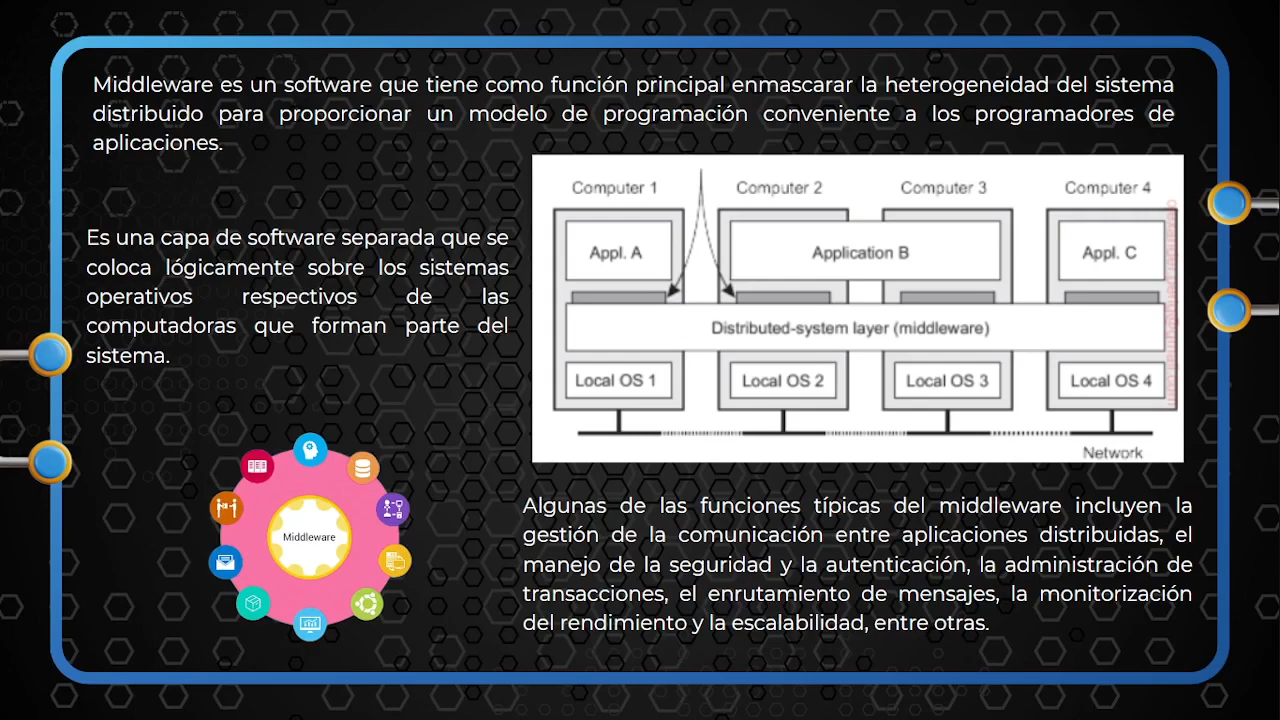 Middleware es un software que tiene como función principal enmascarar la heterogeneidad del sistema
distribuido para proporcionar un modelo de programación conveniente a los programadores de
aplicaciones.
Es una capa de software separada que se
coloca lógicamente sobre los sistemas
operativos respectivos de las
computadoras que forman parte del
sistema.
Computer 1
Computer 2
Computer 3
Computer 4
Appl. A
Application B
Appl. C
Distributed-system layer (middleware)
Local OS 1
Local OS 2
Local OS 3
Local OS 4
Network
Middleware
Algunas de las funciones típicas del middleware incluyen la
gestión de la comunicación entre aplicaciones distribuidas, el
manejo de la seguridad y la autenticación, la administración de
transacciones, el enrutamiento de mensajes, la monitorización
del rendimiento y la escalabilidad, entre otras.